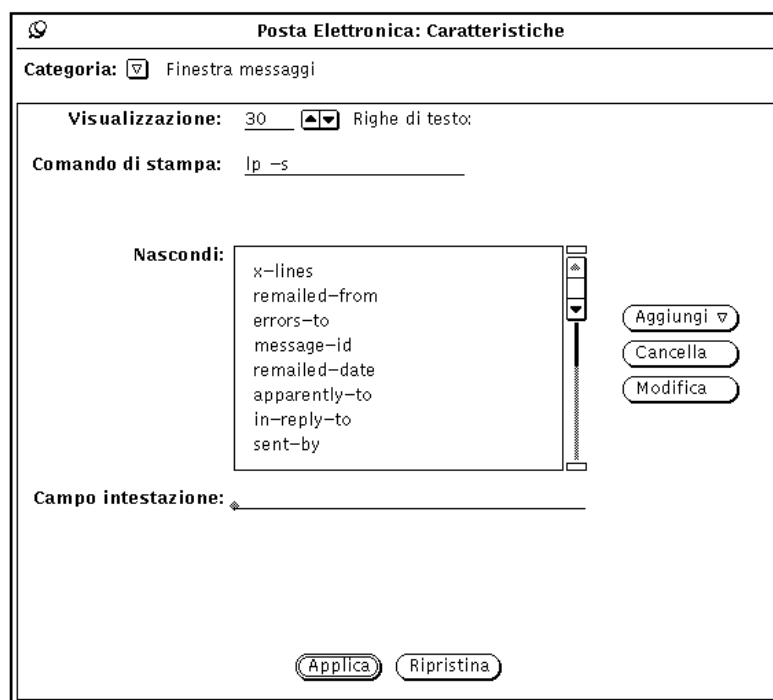 Posta Elettronica: Caratteristiche
Categoria: Finestra messaggi
Visualizzazione: 30 Righe di testo:
Comando di stampa: lp –s
Nascondi:
x–lines
remailed–from
errors–to
message–id
remailed–date
apparently–to
in–reply–to
sent–by
Aggiungi
Cancella
Modifica
Campo intestazione:
Applica Ripristina